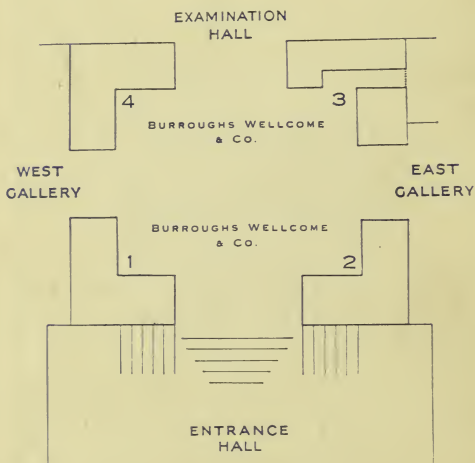 EXAMINATION
HALL
4
3
BURROUGHS WELLCOME
& CO.
WEST
GALLERY
EAST
GALLERY
BURROUGHS WELLCOME
& CO.
1
2
ENTRANCE
HALL